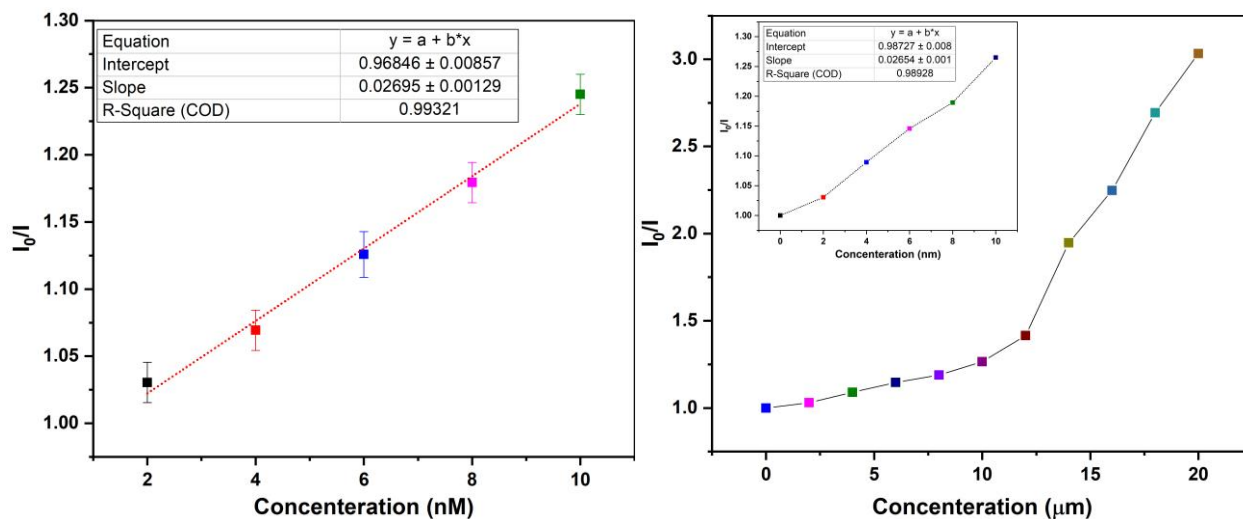 1.30
1.25
1.20
1.15
1.10
1.05
1.00
I₀/I
Equation y = a + b*x
Intercept 0.96846 ± 0.00857
Slope 0.02695 ± 0.00129
R-Square (COD) 0.99321
2 4 6 8 10
Concenteration (nM)
3.0
2.5
2.0
1.5
1.0
I₀/I
1.30
1.25
1.20
1.15
1.10
1.05
1.00
I₀/I
Equation y = a + b*x
Intercept 0.98727 ± 0.008
Slope 0.02654 ± 0.001
R-Square (COD) 0.98928
0 2 4 6 8 10
Concenteration (nm)
0 5 10 15 20
Concenteration (μm)